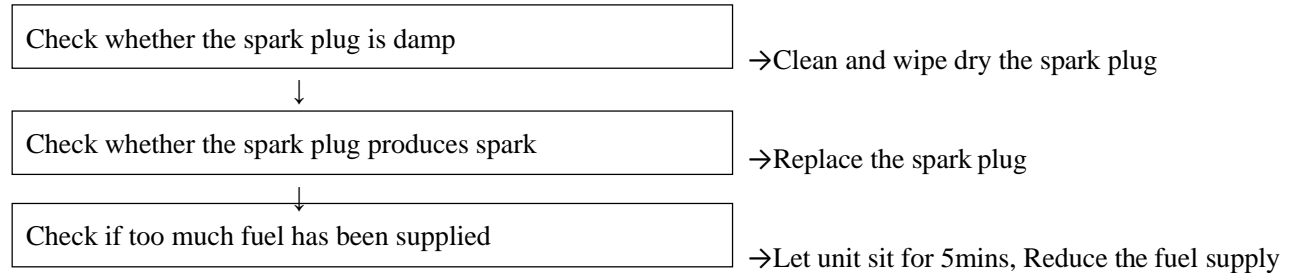 Check whether the spark plug is damp
→Clean and wipe dry the spark plug
↓
Check whether the spark plug produces spark
→Replace the spark plug
↓
Check if too much fuel has been supplied
→Let unit sit for 5mins, Reduce the fuel supply